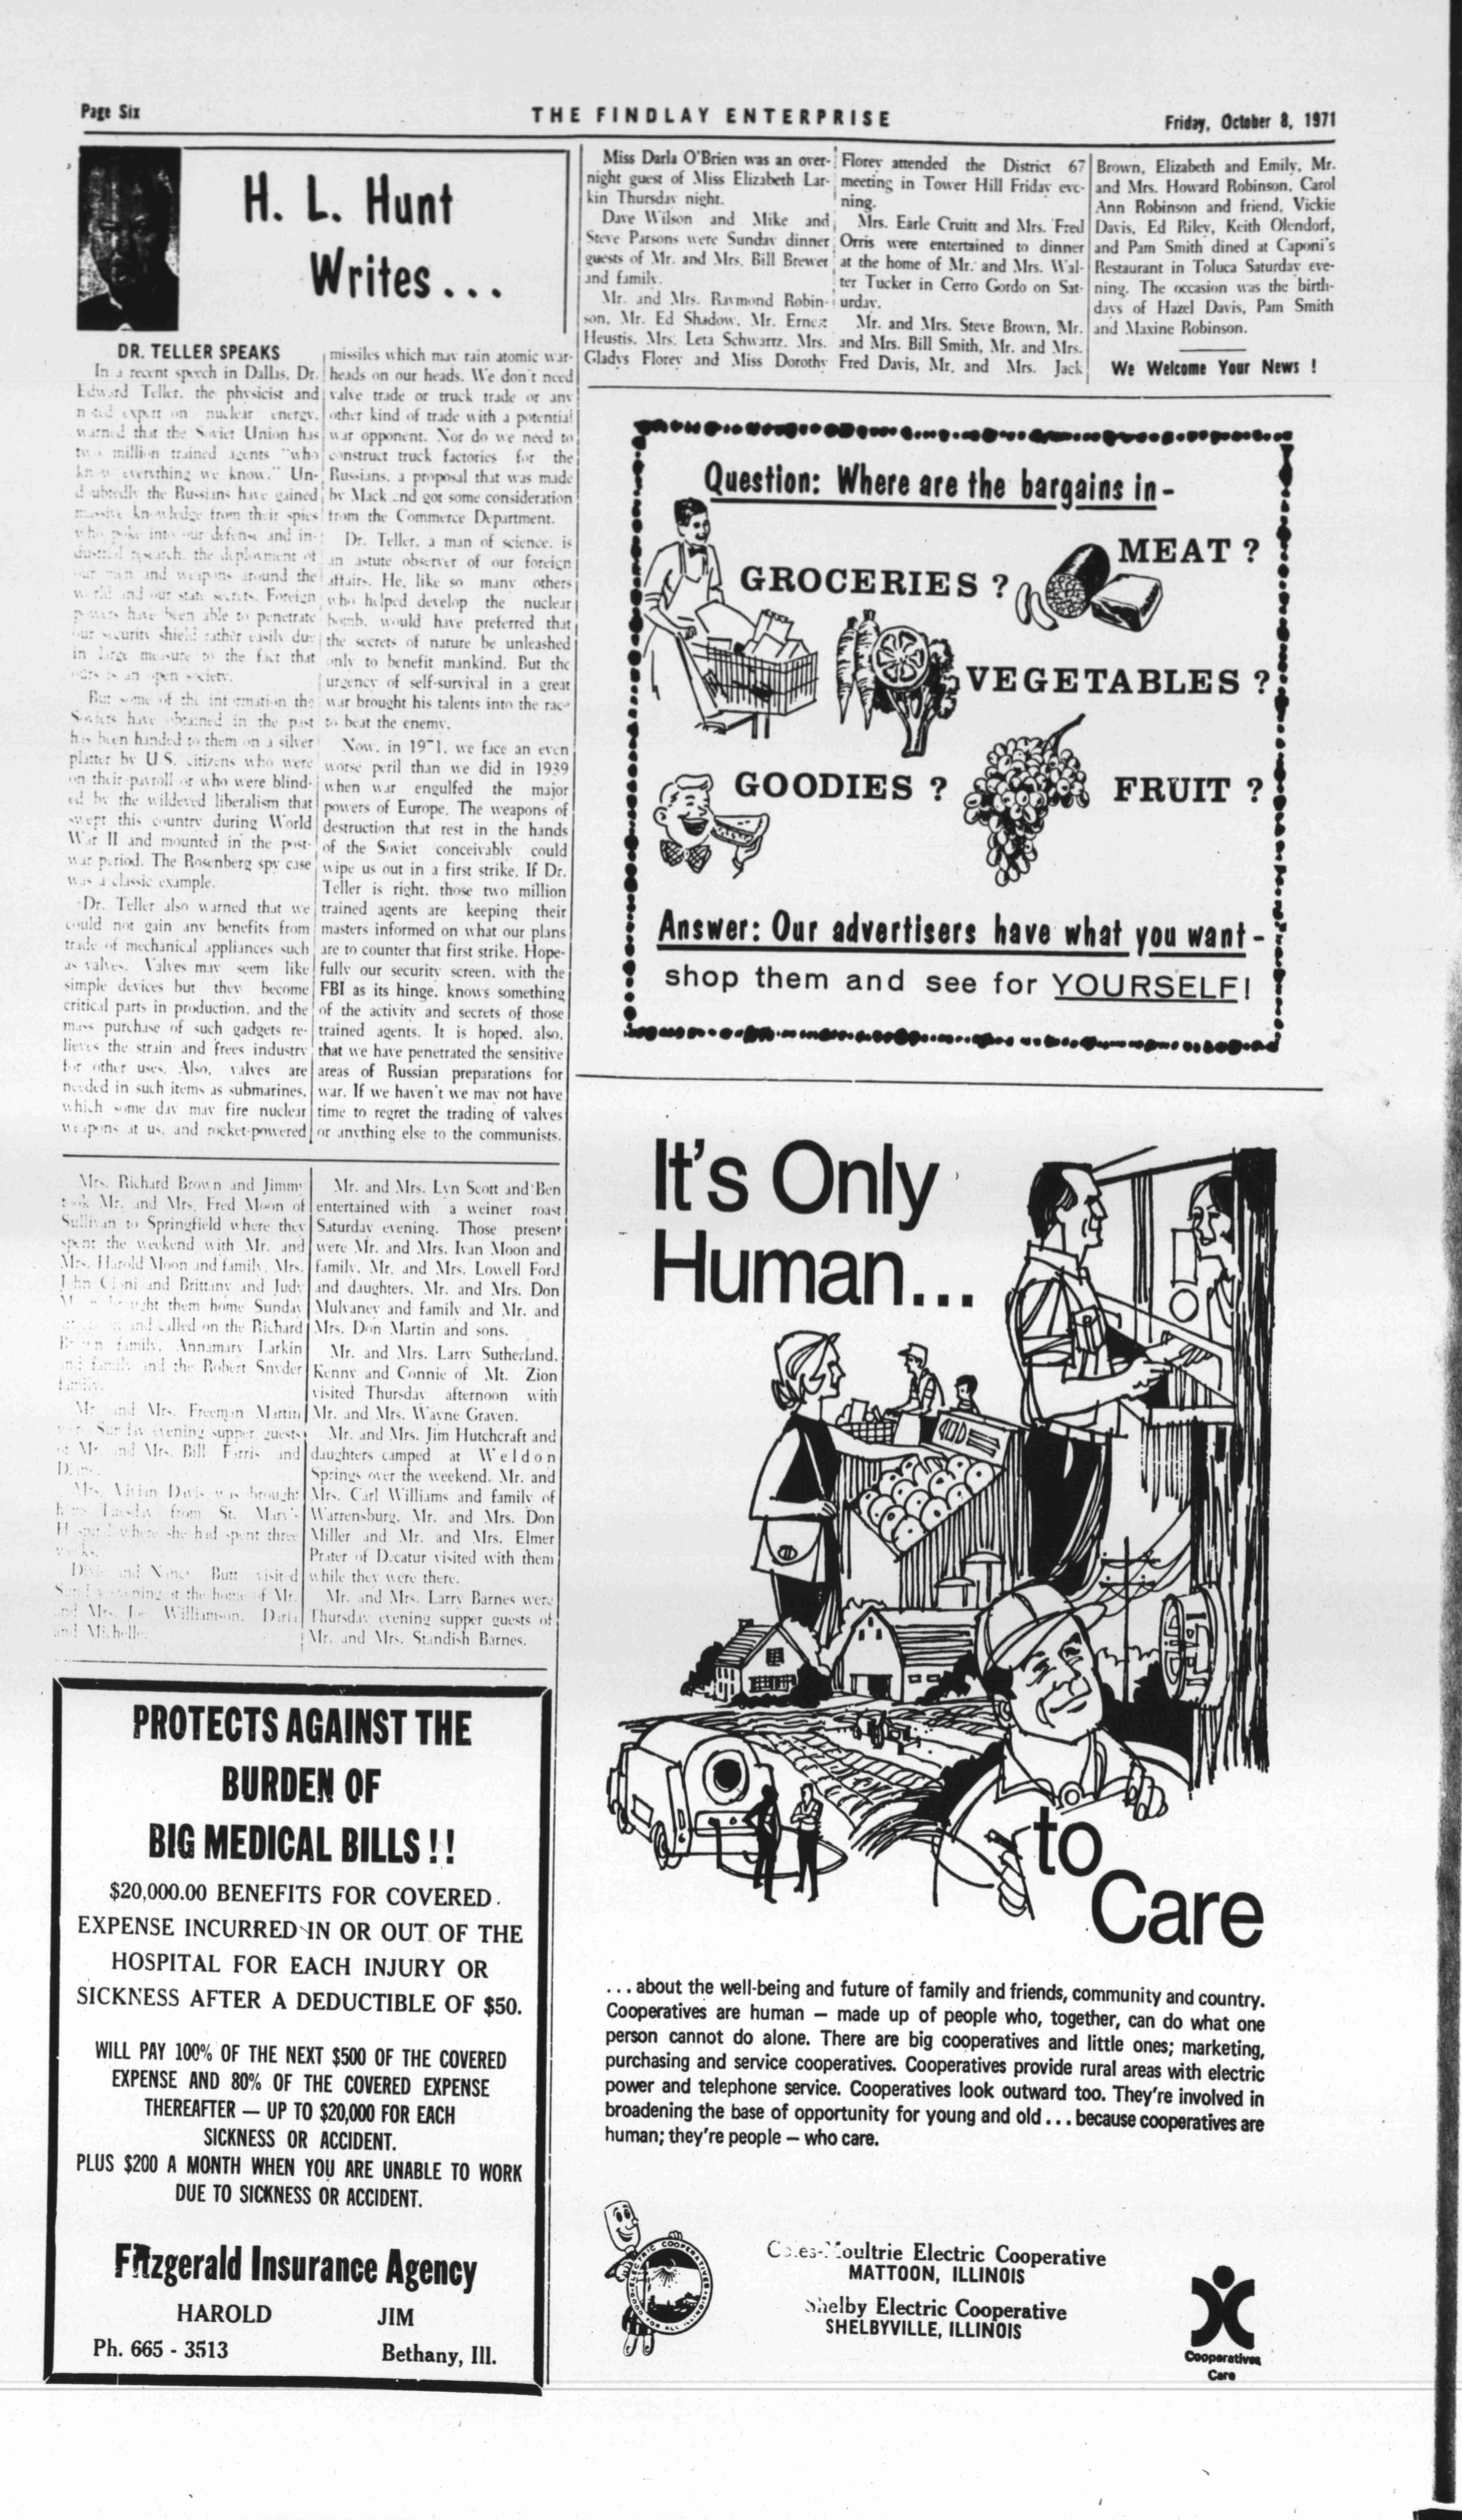 Page Six
THE FINDLAY ENTERPRISE
Friday, October 8, 1971
H. L. Hunt
Writes...
DR. TELLER SPEAKS
In a recent speech in Dallas, Dr.
Edward Teller, the physicist and
noted expert on nuclear energy,
warned that the Soviet Union has
two million trained agents "who
know everything we know." Un-
doubtedly the Russians have gained
massive knowledge from their spies
who poke into our defense and in-
dustrial research, the deployment of
our men and weapons around the
world and our state secrets. Foreign
powers have been able to penetrate
our security shield rather easily due
in large measure to the fact that
ours is an open society.
But some of the information the
Soviets have obtained in the past
has been handed to them on a silver
platter by U.S. citizens who were
on their payroll or who were blind-
ed by the wildeyed liberalism that
swept this country during World
War II and mounted in the post-
war period. The Rosenberg spy case
was a classic example.
Dr. Teller also warned that we
could not gain any benefits from
trade of mechanical appliances such
as valves. Valves may seem like
simple devices but they become
critical parts in production, and the
mass purchase of such gadgets re-
lieves the strain and frees industry
for other uses. Also, valves are
needed in such items as submarines,
which some day may fire nuclear
weapons at us, and rocket-powered
missiles which may rain atomic war-
heads on our heads. We don't need
valve trade or truck trade or any
other kind of trade with a potential
war opponent. Nor do we need to
construct truck factories for the
Russians, a proposal that was made
by Mack and got some consideration
from the Commerce Department.
Dr. Teller, a man of science, is
an astute observer of our foreign
affairs. He, like so many others
who helped develop the nuclear
bomb, would have preferred that
the secrets of nature be unleashed
only to benefit mankind. But the
urgency of self-survival in a great
war brought his talents into the race
to beat the enemy.
Now, in 1971, we face an even
worse peril than we did in 1939
when war engulfed the major
powers of Europe. The weapons of
destruction that rest in the hands
of the Soviet conceivably could
wipe us out in a first strike. If Dr.
Teller is right, those two million
trained agents are keeping their
masters informed on what our plans
are to counter that first strike. Hope-
fully our security screen, with the
FBI as its hinge, knows something
of the activity and secrets of those
trained agents. It is hoped, also,
that we have penetrated the sensitive
areas of Russian preparations for
war. If we haven't we may not have
time to regret the trading of valves
or anything else to the communists.
Mrs. Richard Brown and Jimmy
took Mr. and Mrs. Fred Moon of
Sullivan to Springfield where they
spent the weekend with Mr. and
Mrs. Harold Moon and family. Mrs.
John and Brittany and Judy
them home Sunday
and called on the Richard
Brown family, Annamary Larkin
and family and the Robert Snyder
family.
Mr. and Mrs. Freeman Martin
were Sunday evening supper guests
of Mr. and Mrs. Bill Farris and
Mrs. Vivian Davis was brought
home Tuesday from St. Mary's
Hospital where she had spent three
weeks.
and Nancy Butt visited
Sunday evening at the home of Mr.
and Mrs. Joe Williamson, Darla
and Michelle.
Mr. and Mrs. Lyn Scott and Ben
entertained with a weiner roast
Saturday evening. Those present
were Mr. and Mrs. Ivan Moon and
family, Mr. and Mrs. Lowell Ford
and daughters, Mr. and Mrs. Don
Mulvaney and family and Mr. and
Mrs. Don Martin and sons.
Mr. and Mrs. Larry Sutherland,
Kenny and Connie of Mt. Zion
visited Thursday afternoon with
Mr. and Mrs. Wayne Graven.
Mr. and Mrs. Jim Hutchcraft and
daughters camped at Weldon
Springs over the weekend. Mr. and
Mrs. Carl Williams and family of
Warrensburg, Mr. and Mrs. Don
Miller and Mr. and Mrs. Elmer
Prater of Decatur visited with them
while they were there.
Mr. and Mrs. Larry Barnes were
Thursday evening supper guests of
Mr. and Mrs. Standish Barnes.
PROTECTS AGAINST THE
BURDEN OF
BIG MEDICAL BILLS!!
$20,000.00 BENEFITS FOR COVERED
EXPENSE INCURRED IN OR OUT OF THE
HOSPITAL FOR EACH INJURY OR
SICKNESS AFTER A DEDUCTIBLE OF $50.
WILL PAY 100% OF THE NEXT $500 OF THE COVERED
EXPENSE AND 80% OF THE COVERED EXPENSE
THEREAFTER — UP TO $20,000 FOR EACH
SICKNESS OR ACCIDENT.
PLUS $200 A MONTH WHEN YOU ARE UNABLE TO WORK
DUE TO SICKNESS OR ACCIDENT.
Fitzgerald Insurance Agency
HAROLD JIM
Ph. 665 - 3513 Bethany, Ill.
Miss Darla O'Brien was an over-
night guest of Miss Elizabeth Lar-
kin Thursday night.
Dave Wilson and Mike and
Steve Parsons were Sunday dinner
guests of Mr. and Mrs. Bill Brewer
and family.
Mr. and Mrs. Raymond Robin-
son, Mr. Ed Shadow, Mr. Ernest
Heustis, Mrs. Leta Schwartz, Mrs.
Gladys Florey and Miss Dorothy
Florey attended the District 67
meeting in Tower Hill Friday eve-
ning.
Mrs. Earle Cruitt and Mrs. Fred
Orris were entertained to dinner
at the home of Mr. and Mrs. Wal-
ter Tucker in Cerro Gordo on Sat-
urday.
Mr. and Mrs. Steve Brown, Mr.
and Mrs. Bill Smith, Mr. and Mrs.
Fred Davis, Mr. and Mrs. Jack
Brown, Elizabeth and Emily, Mr.
and Mrs. Howard Robinson, Carol
Ann Robinson and friend, Vickie
Davis, Ed Riley, Keith Olendorf,
and Pam Smith dined at Caponi's
Restaurant in Toluca Saturday eve-
ning. The occasion was the birth-
days of Hazel Davis, Pam Smith
and Maxine Robinson.
We Welcome Your News !
Question: Where are the bargains in-
MEAT ?
GROCERIES ?
VEGETABLES ?
GOODIES ?
FRUIT ?
Answer: Our advertisers have what you want-
shop them and see for YOURSELF!
It's Only
Human...
to
Care
... about the well-being and future of family and friends, community and country.
Cooperatives are human — made up of people who, together, can do what one
person cannot do alone. There are big cooperatives and little ones; marketing,
purchasing and service cooperatives. Cooperatives provide rural areas with electric
power and telephone service. Cooperatives look outward too. They're involved in
broadening the base of opportunity for young and old ... because cooperatives are
human; they're people — who care.
Coles-Moultrie Electric Cooperative
MATTOON, ILLINOIS
Shelby Electric Cooperative
SHELBYVILLE, ILLINOIS
ELECTRIC COOPERATIVES
GOOD FOR ALL ILLINOIS
Cooperatives
Care